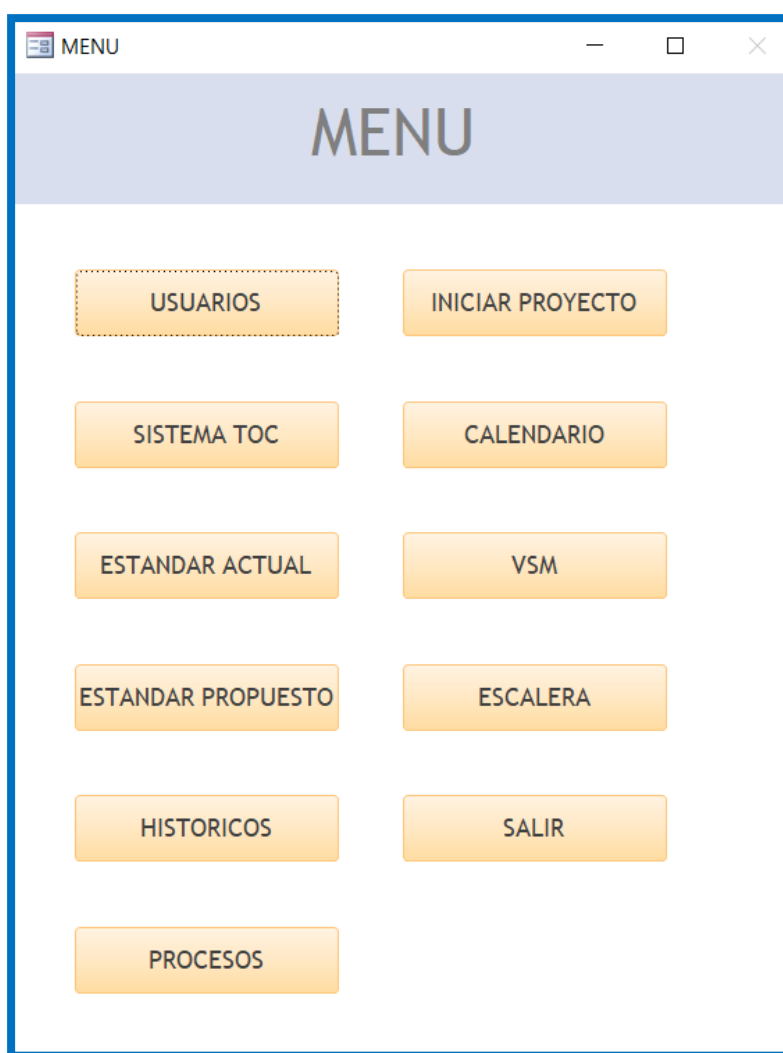 MENU
MENU
USUARIOS
INICIAR PROYECTO
SISTEMA TOC
CALENDARIO
ESTANDAR ACTUAL
VSM
ESTANDAR PROPUESTO
ESCALERA
HISTORICOS
SALIR
PROCESOS